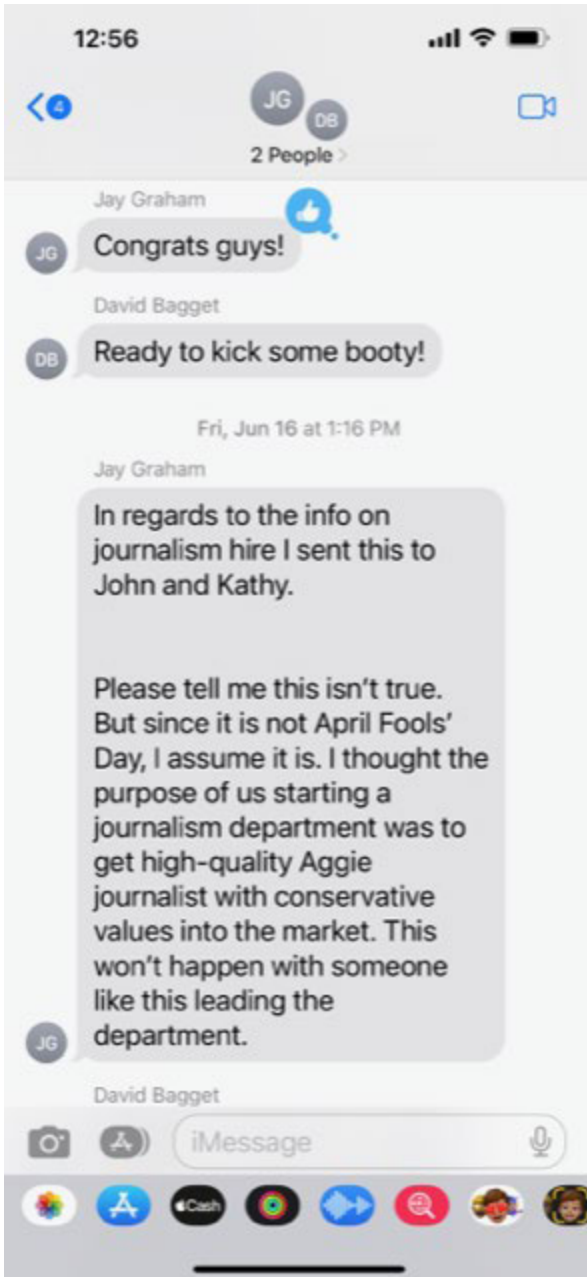 12:56
4
JG
DB
2 People >
Jay Graham
JG
Congrats guys!
David Bagget
DB
Ready to kick some booty!
Fri, Jun 16 at 1:16 PM
Jay Graham
In regards to the info on
journalism hire I sent this to
John and Kathy.
Please tell me this isn't true.
But since it is not April Fools'
Day, I assume it is. I thought the
purpose of us starting a
journalism department was to
get high-quality Aggie
journalist with conservative
values into the market. This
won't happen with someone
like this leading the
department.
JG
David Bagget
iMessage
Cash